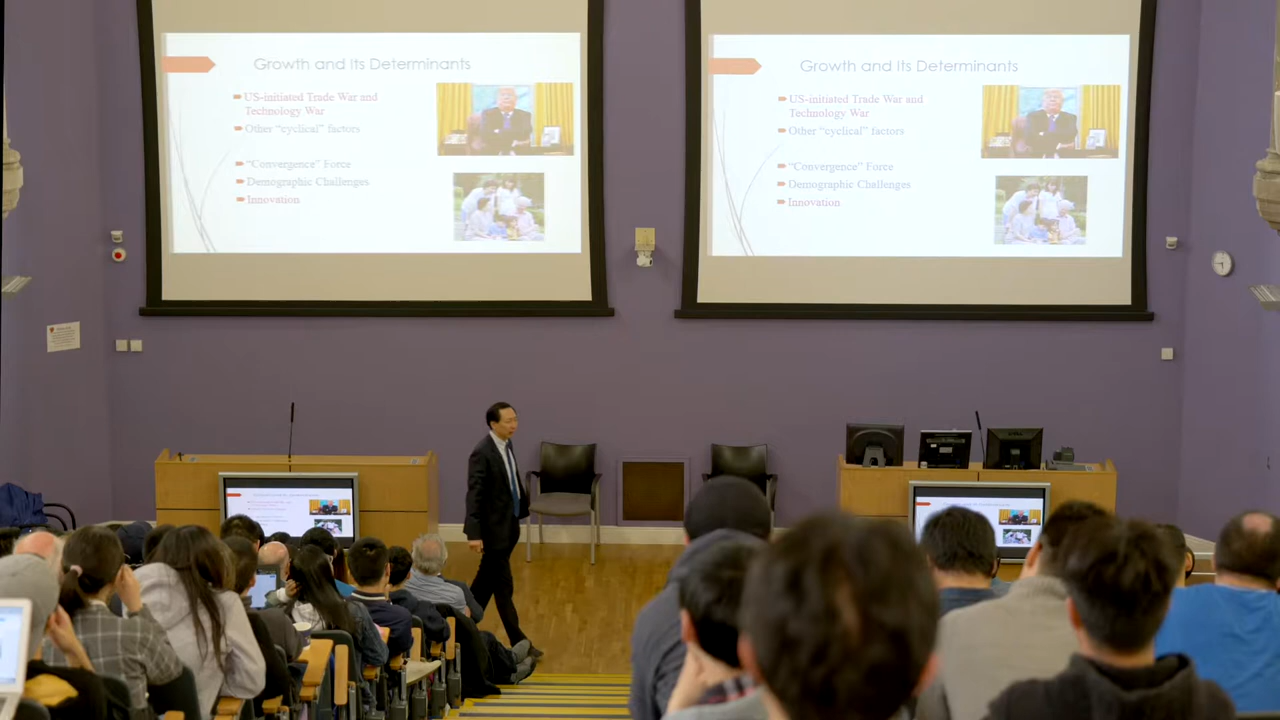 Growth and Its Determinants
US-initiated Trade War and
Technology War
Other "cyclical" factors
"Convergence" Force
Demographic Challenges
Innovation
Growth and Its Determinants
US-initiated Trade War and
Technology War
Other "cyclical" factors
"Convergence" Force
Demographic Challenges
Innovation